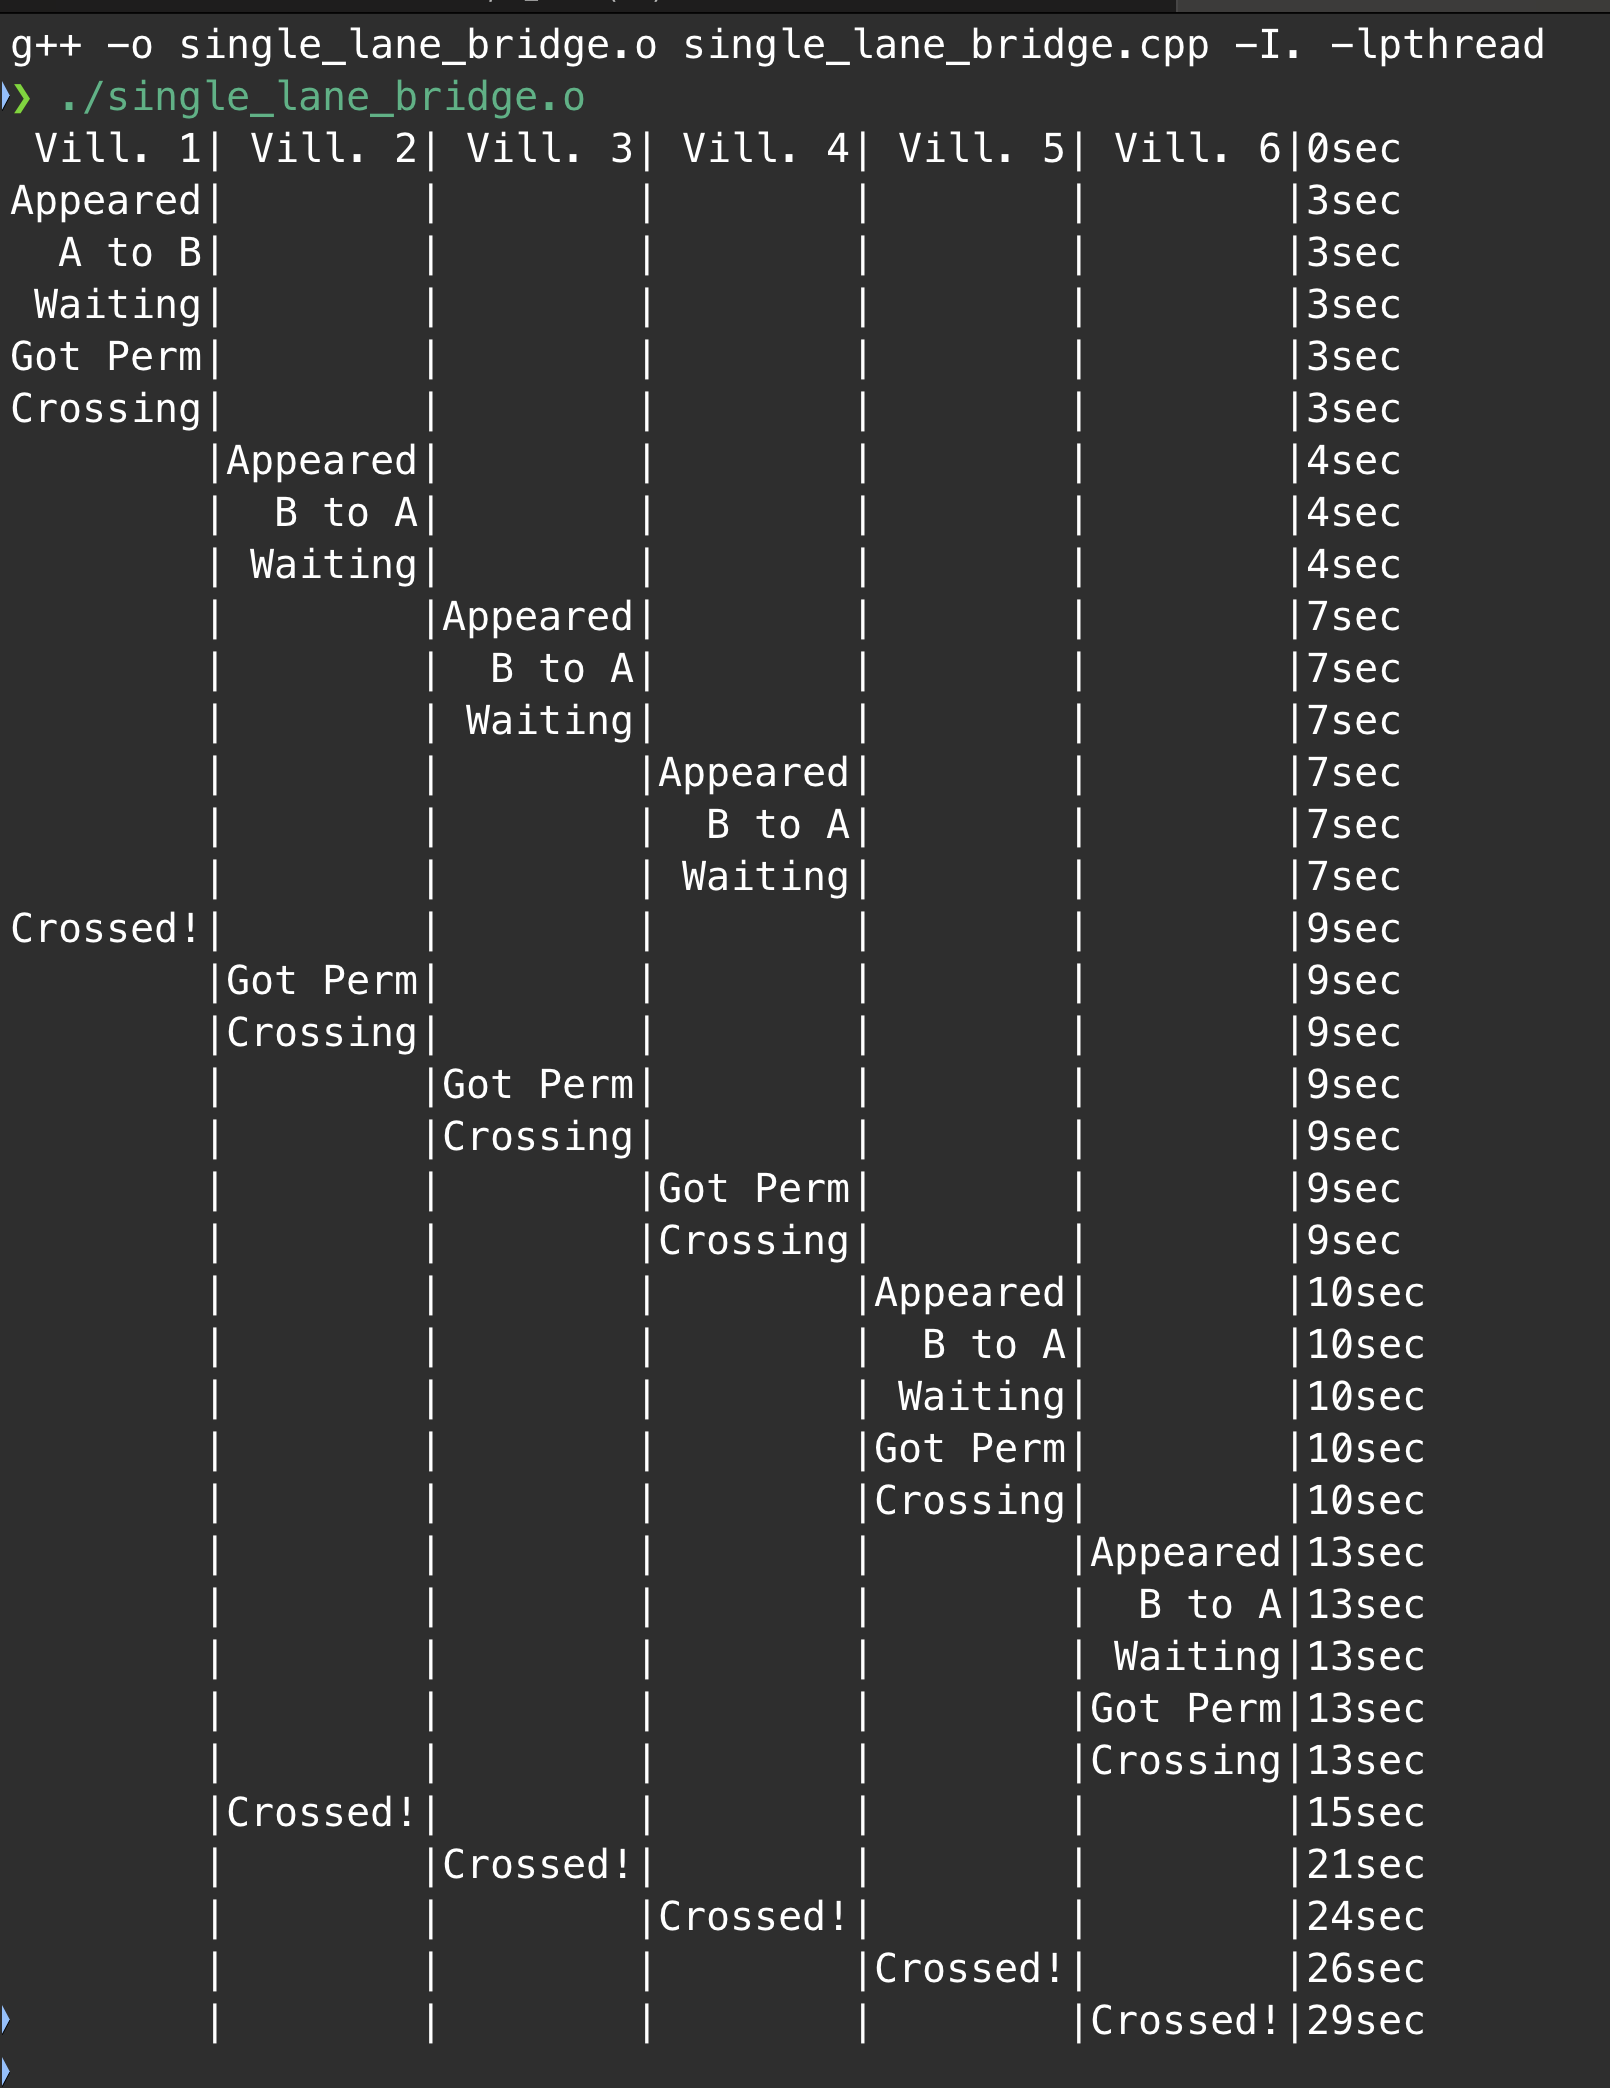 g++ -o single_lane_bridge.o single_lane_bridge.cpp -I. -lpthread
❯ ./single_lane_bridge.o
 Vill. 1| Vill. 2| Vill. 3| Vill. 4| Vill. 5| Vill. 6|0sec
Appeared|        |        |        |        |        |3sec
  A to B|        |        |        |        |        |3sec
 Waiting|        |        |        |        |        |3sec
Got Perm|        |        |        |        |        |3sec
Crossing|        |        |        |        |        |3sec
        |Appeared|        |        |        |        |4sec
        |  B to A|        |        |        |        |4sec
        | Waiting|        |        |        |        |4sec
        |        |Appeared|        |        |        |7sec
        |        |  B to A|        |        |        |7sec
        |        | Waiting|        |        |        |7sec
        |        |        |Appeared|        |        |7sec
        |        |        |  B to A|        |        |7sec
        |        |        | Waiting|        |        |7sec
Crossed!|        |        |        |        |        |9sec
        |Got Perm|        |        |        |        |9sec
        |Crossing|        |        |        |        |9sec
        |        |Got Perm|        |        |        |9sec
        |        |Crossing|        |        |        |9sec
        |        |        |Got Perm|        |        |9sec
        |        |        |Crossing|        |        |9sec
        |        |        |        |Appeared|        |10sec
        |        |        |        |  B to A|        |10sec
        |        |        |        | Waiting|        |10sec
        |        |        |        |Got Perm|        |10sec
        |        |        |        |Crossing|        |10sec
        |        |        |        |        |Appeared|13sec
        |        |        |        |        |  B to A|13sec
        |        |        |        |        | Waiting|13sec
        |        |        |        |        |Got Perm|13sec
        |        |        |        |        |Crossing|13sec
        |Crossed!|        |        |        |        |15sec
        |        |Crossed!|        |        |        |21sec
        |        |        |Crossed!|        |        |24sec
        |        |        |        |Crossed!|        |26sec
        |        |        |        |        |Crossed!|29sec